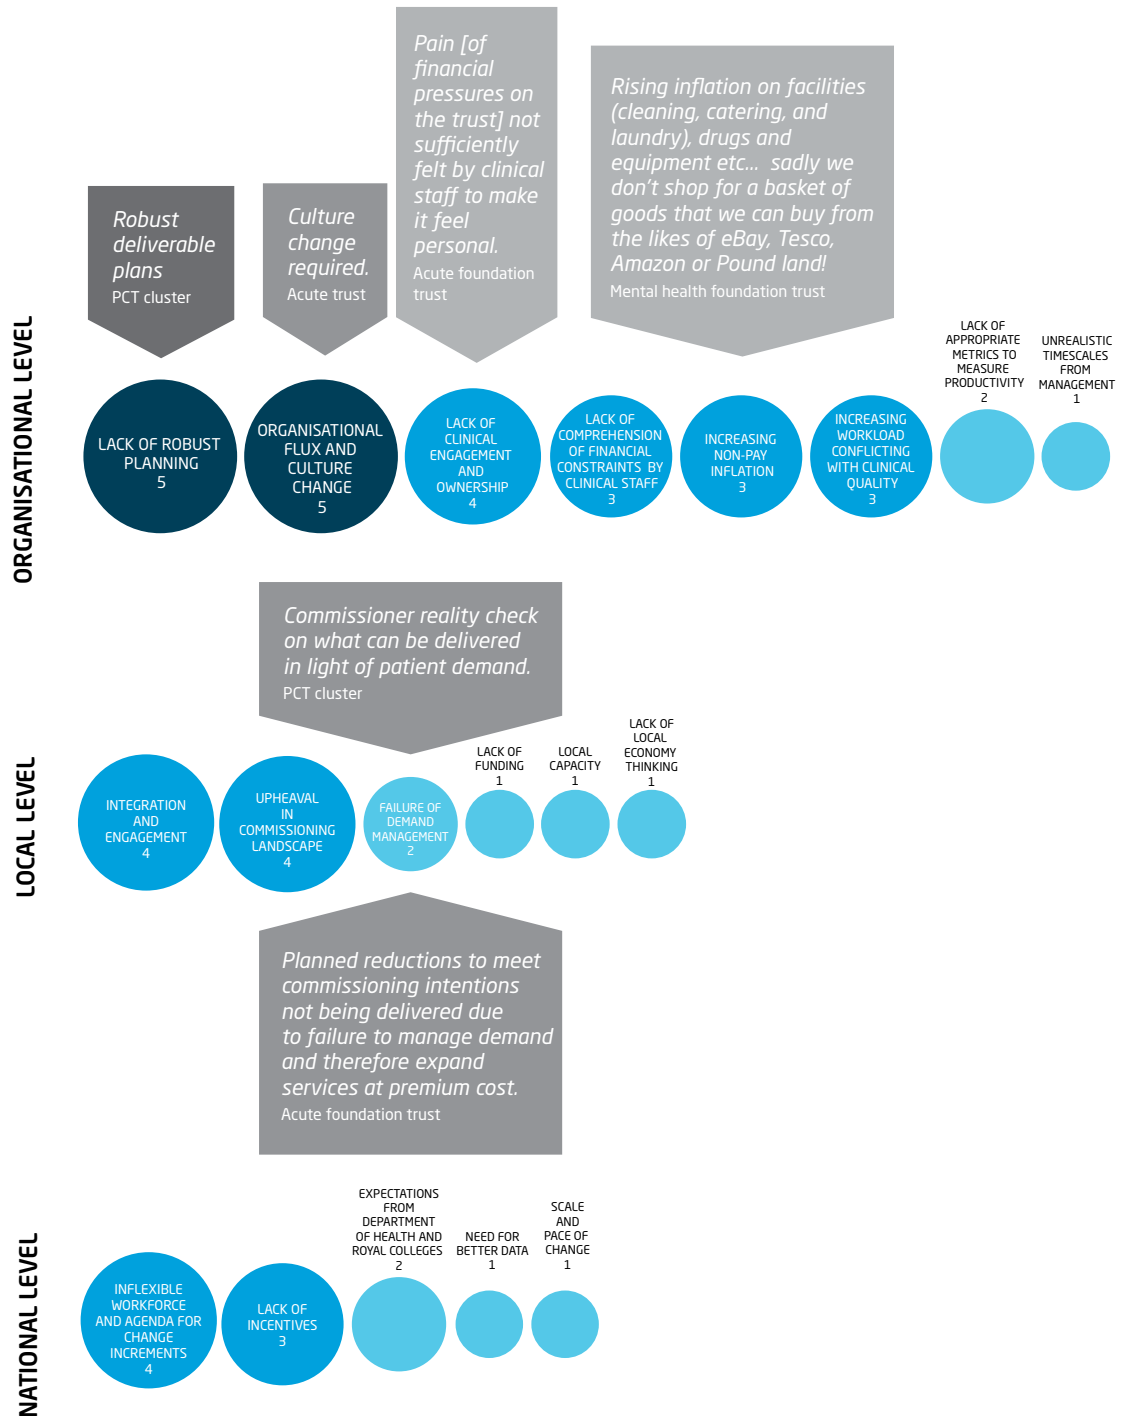 ORGANISATIONAL LEVEL
Robust
deliverable
plans
PCT cluster
Culture
change
required.
Acute trust
Pain [of
financial
pressures on
the trust] not
sufficiently
felt by clinical
staff to make
it feel
personal.
Acute foundation
trust
Rising inflation on facilities
(cleaning, catering, and
laundry), drugs and
equipment etc... sadly we
don't shop for a basket of
goods that we can buy from
the likes of eBay, Tesco,
Amazon or Pound land!
Mental health foundation trust
LACK OF ROBUST
PLANNING
5
ORGANISATIONAL
FLUX AND
CULTURE
CHANGE
5
LACK OF
CLINICAL
ENGAGEMENT
AND
OWNERSHIP
4
LACK OF
COMPREHENSION
OF FINANCIAL
CONSTRAINTS BY
CLINICAL STAFF
3
INCREASING
NON-PAY
INFLATION
3
INCREASING
WORKLOAD
CONFLICTING
WITH CLINICAL
QUALITY
3
LACK OF
APPROPRIATE
METRICS TO
MEASURE
PRODUCTIVITY
2
UNREALISTIC
TIMESCALES
FROM
MANAGEMENT
1
LOCAL LEVEL
Commissioner reality check
on what can be delivered
in light of patient demand.
PCT cluster
INTEGRATION
AND
ENGAGEMENT
4
UPHEAVAL
IN
COMMISSIONING
LANDSCAPE
4
FAILURE OF
DEMAND
MANAGEMENT
2
LACK OF
FUNDING
1
LOCAL
CAPACITY
1
LACK OF
LOCAL
ECONOMY
THINKING
1
Planned reductions to meet
commissioning intentions
not being delivered due
to failure to manage demand
and therefore expand
services at premium cost.
Acute foundation trust
NATIONAL LEVEL
INFLEXIBLE
WORKFORCE
AND AGENDA FOR
CHANGE
INCREMENTS
4
LACK OF
INCENTIVES
3
EXPECTATIONS
FROM
DEPARTMENT
OF HEALTH AND
ROYAL COLLEGES
2
NEED FOR
BETTER DATA
1
SCALE
AND
PACE OF
CHANGE
1